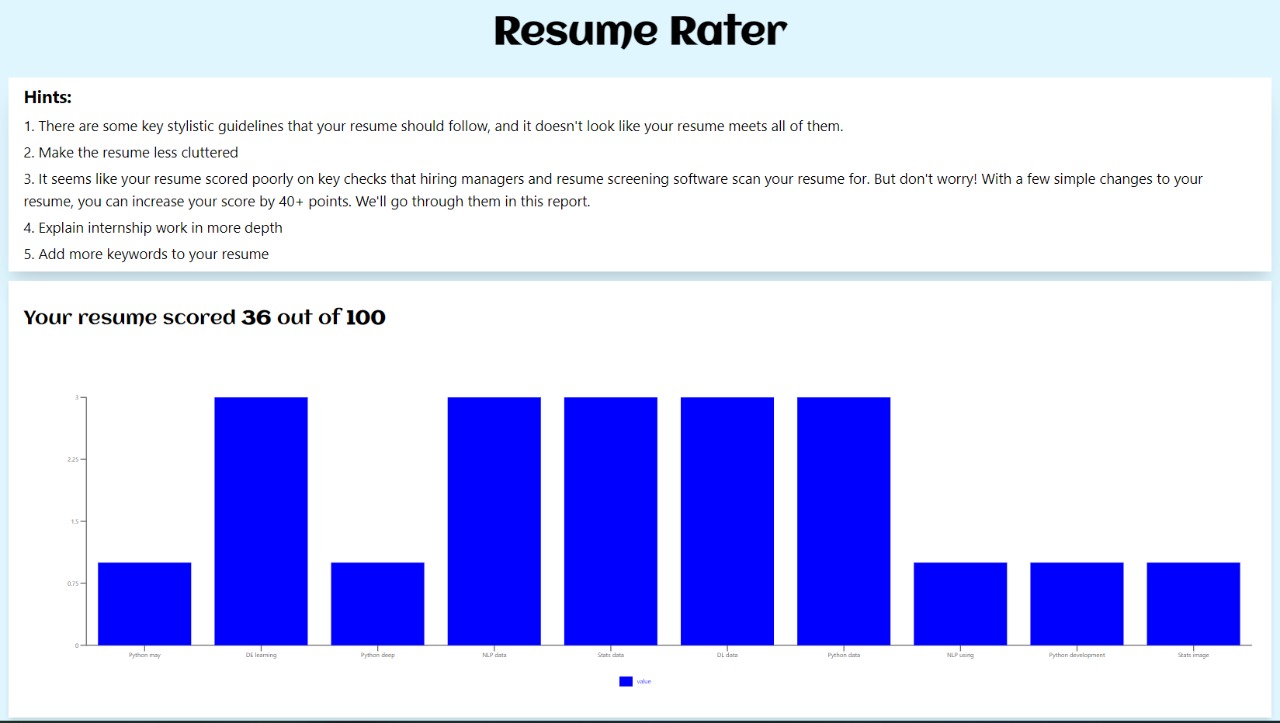 Resume Rater
Hints:
1. There are some key stylistic guidelines that your resume should follow, and it doesn't look like your resume meets all of them.
2. Make the resume less cluttered
3. It seems like your resume scored poorly on key checks that hiring managers and resume screening software scan your resume for. But don't worry! With a few simple changes to your
resume, you can increase your score by 40+ points. We'll go through them in this report.
4. Explain internship work in more depth
5. Add more keywords to your resume
Your resume scored 36 out of 100
3
2.25
1.5
0.75
0
Python may DE learning Python deep NLP data Stats data DL data Python data NLP using Python development Stats image
value